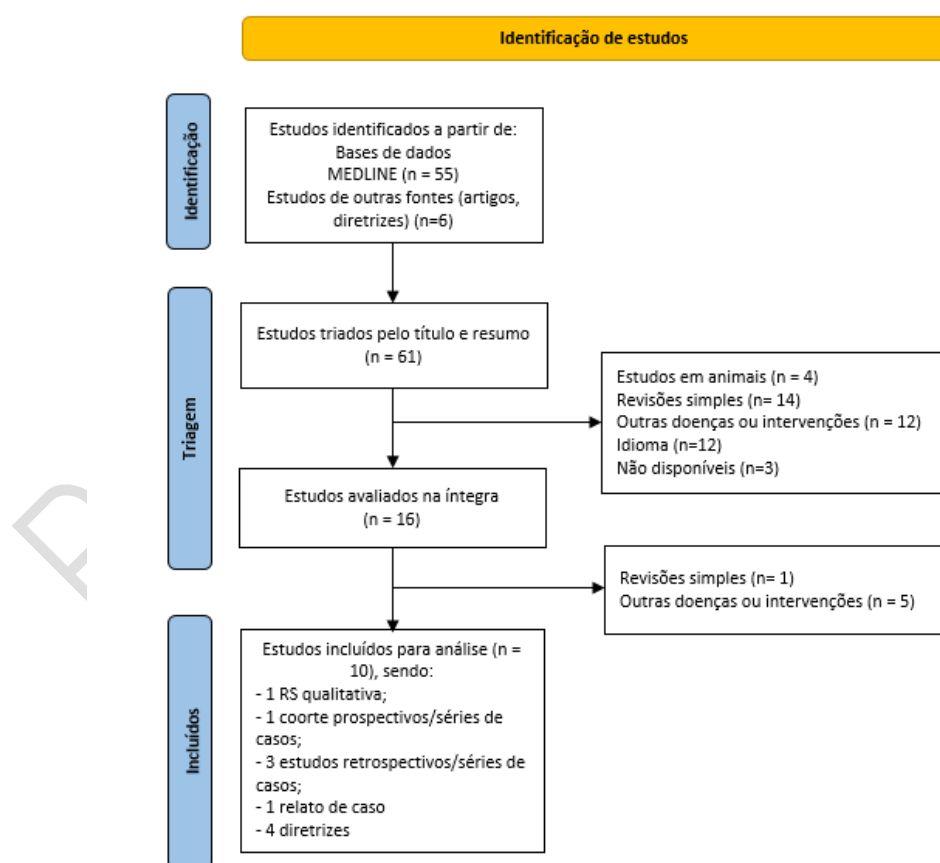 Identificação de estudos
Identificação
Estudos identificados a partir de:
Bases de dados
MEDLINE (n = 55)
Estudos de outras fontes (artigos,
diretrizes) (n=6)
Triagem
Estudos triados pelo título e resumo
(n = 61)
Estudos em animais (n = 4)
Revisões simples (n= 14)
Outras doenças ou intervenções (n = 12)
Idioma (n=12)
Não disponíveis (n=3)
Estudos avaliados na íntegra
(n = 16)
Revisões simples (n= 1)
Outras doenças ou intervenções (n = 5)
Incluídos
Estudos incluídos para análise (n =
10), sendo:
- 1 RS qualitativa;
- 1 coorte prospectivos/séries de
casos;
- 3 estudos retrospectivos/séries de
casos;
- 1 relato de caso
- 4 diretrizes